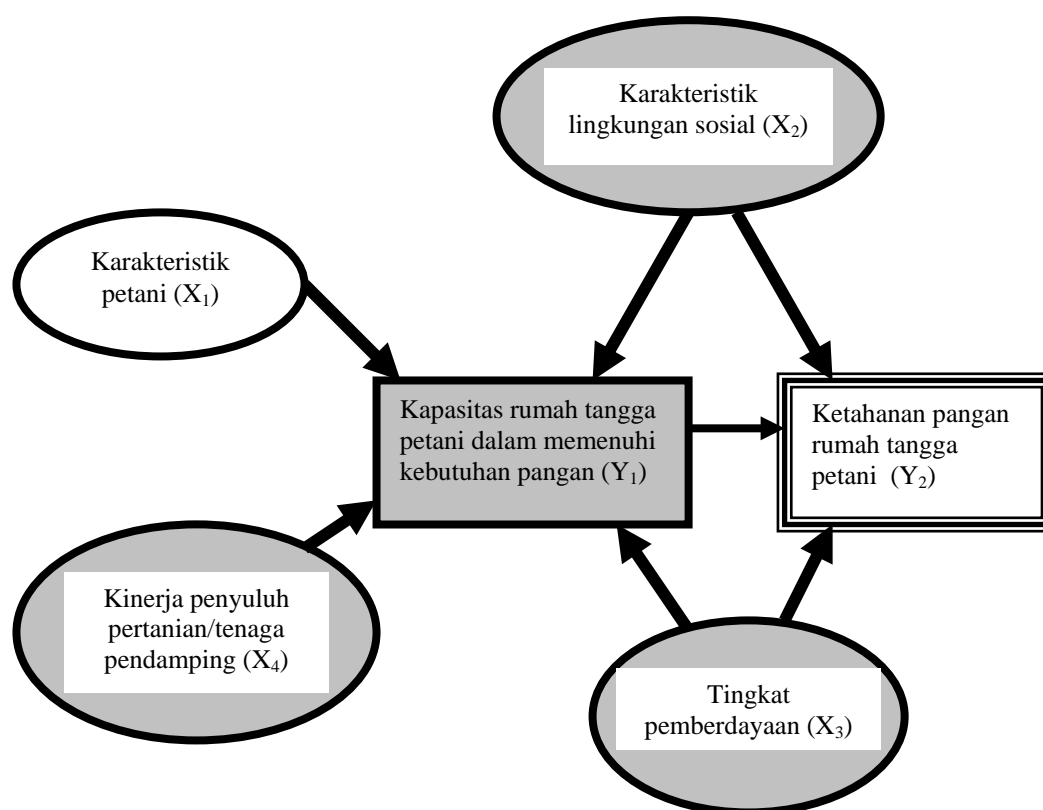 Karakteristik
lingkungan sosial (X₂)
Karakteristik
petani (X₁)
Kapasitas rumah tangga
petani dalam memenuhi
kebutuhan pangan (Y₁)
Ketahanan pangan
rumah tangga
petani (Y₂)
Kinerja penyuluh
pertanian/tenaga
pendamping (X₄)
Tingkat
pemberdayaan (X₃)